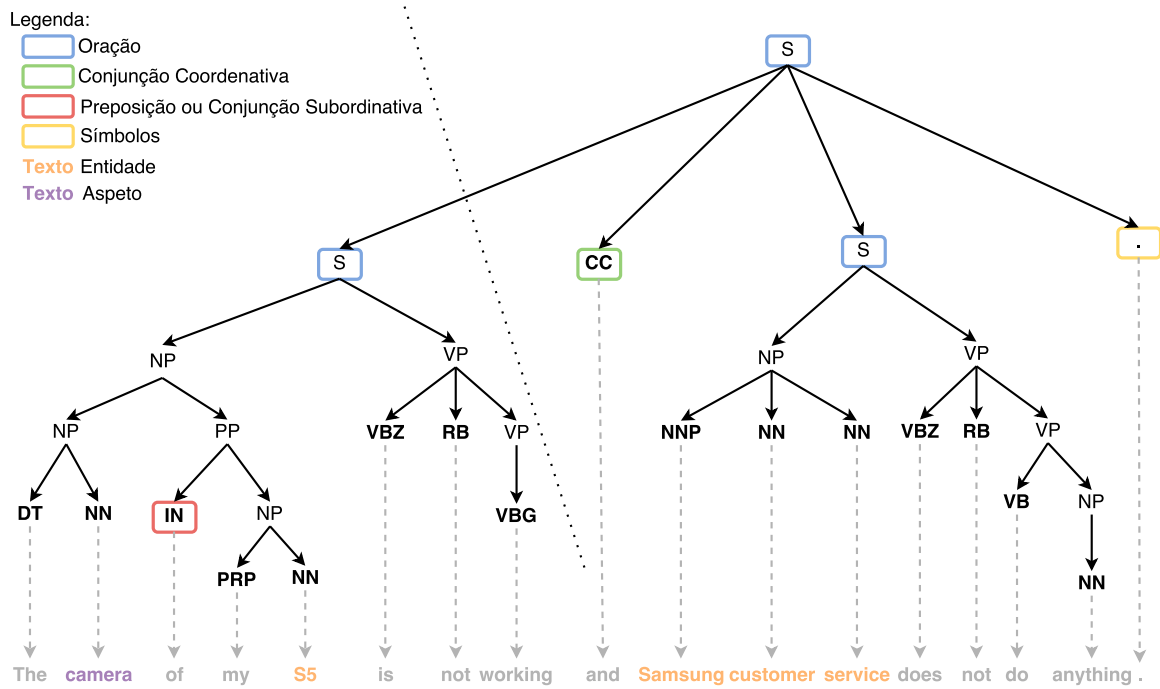 Legenda:
Oração
Conjunção Coordenativa
Preposição ou Conjunção Subordinativa
Símbolos
Texto Entidade
Texto Aspeto
S
S CC S .
NP VP NP VP
NP PP VBZ RB VP NNP NN NN VBZ RB VP
DT NN IN NP VBG VB NP
PRP NN NN
The camera of my S5 is not working and Samsung customer service does not do anything .